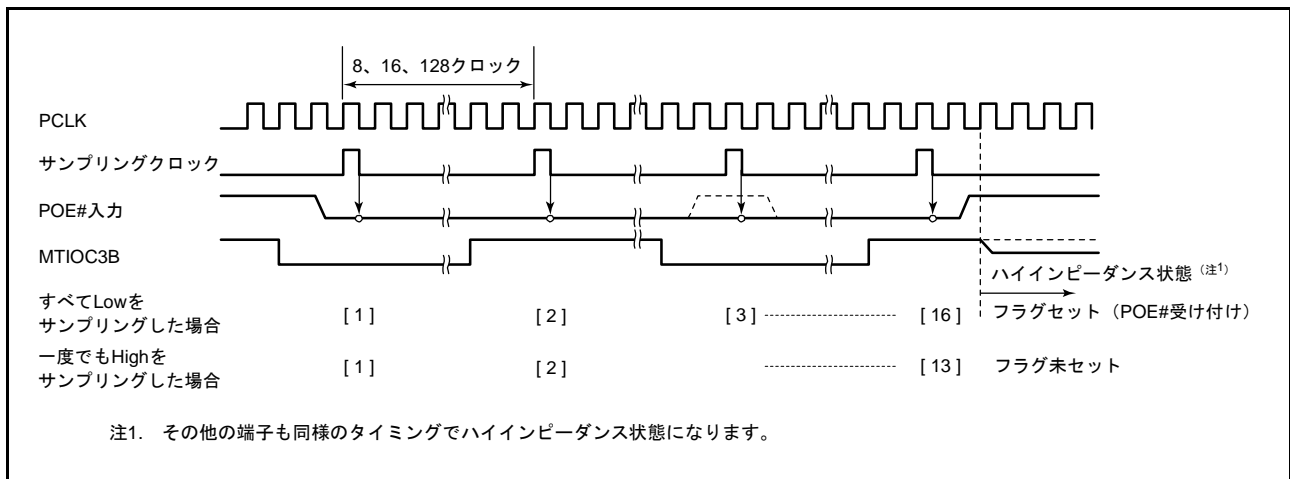 8、16、128クロック
PCLK
サンプリングクロック
POE#入力
MTIOC3B
ハイインピーダンス状態（注1）
すべてLowを
サンプリングした場合
[ 1 ] [ 2 ] [ 3 ] [ 16 ] フラグセット（POE#受け付け）
一度でもHighを
サンプリングした場合
[ 1 ] [ 2 ] [ 13 ] フラグ未セット
注1. その他の端子も同様のタイミングでハイインピーダンス状態になります。